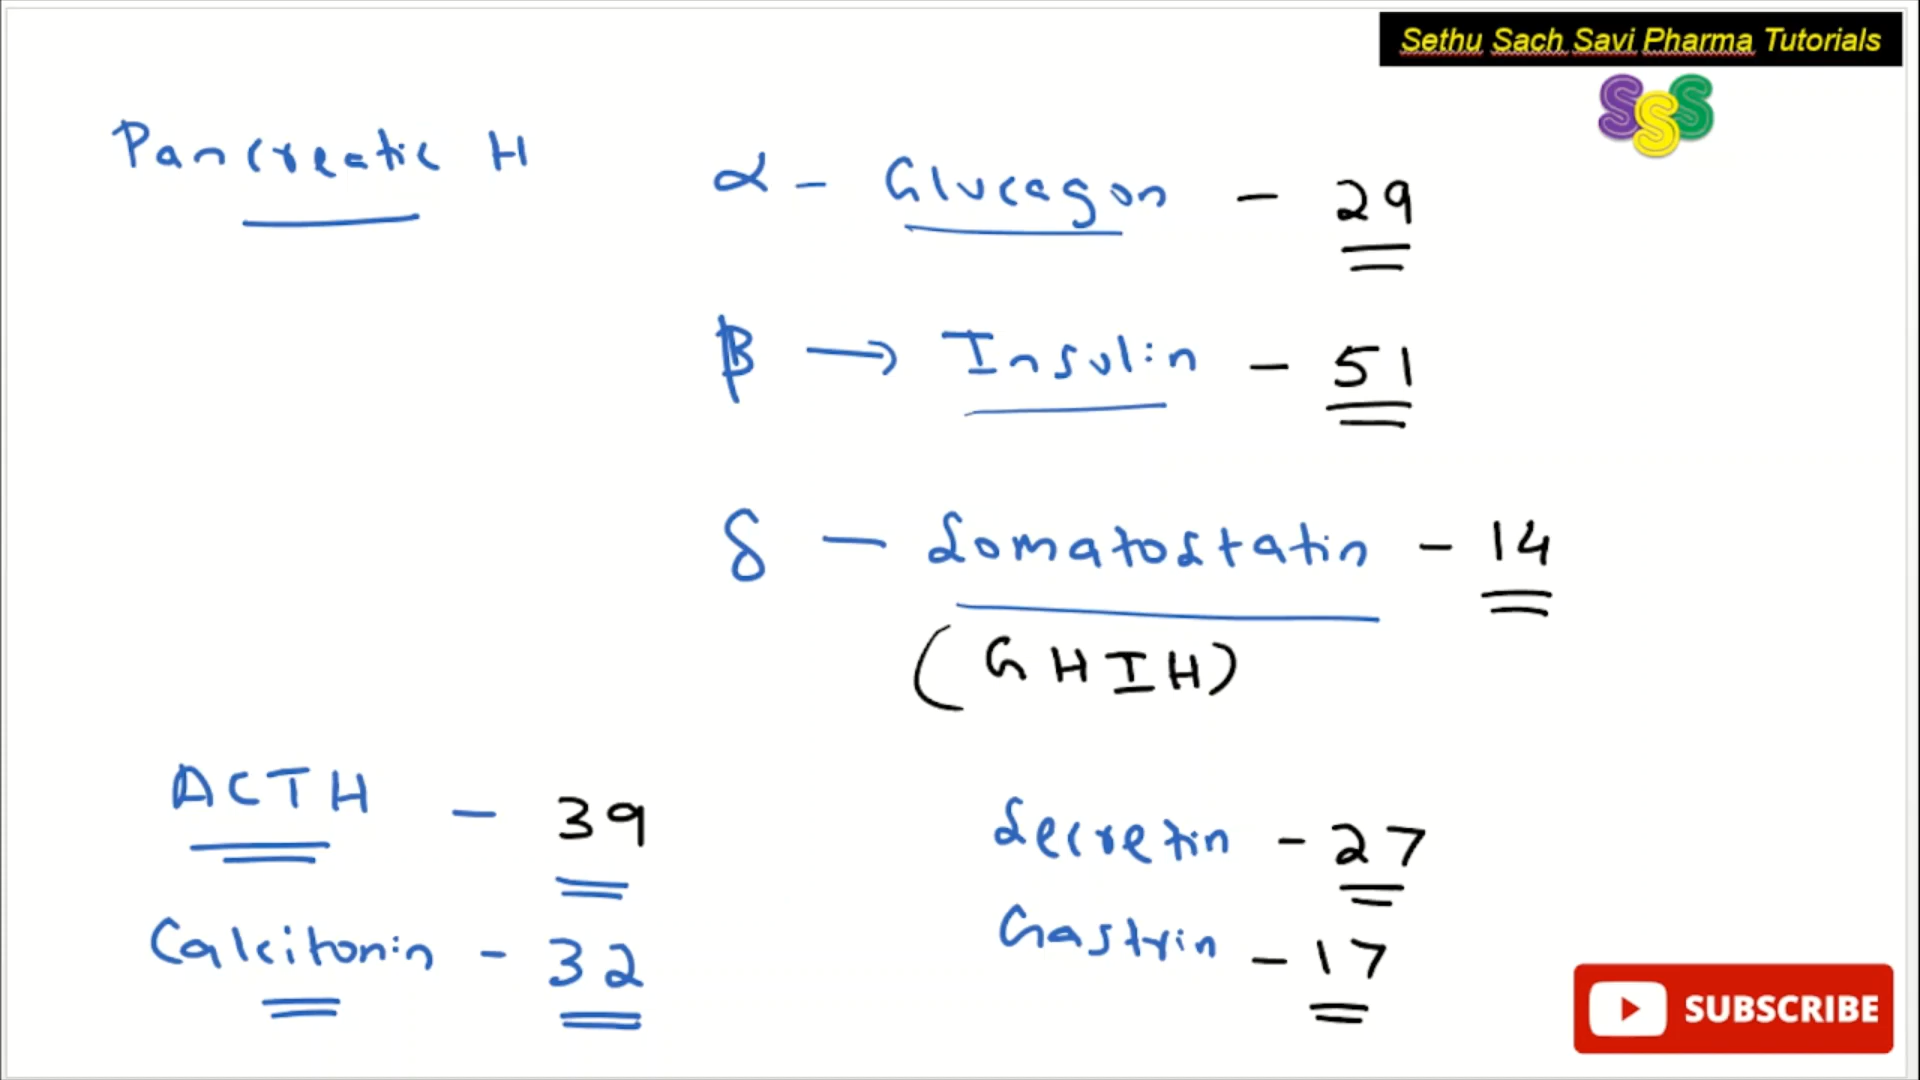 Sethu Sach Savi Pharma Tutorials
SSS
Pancreatic H
α - Glucagon - 29
β → Insulin - 51
δ - Somatostatin - 14
(GHIH)
ACTH - 39
Secretin - 27
Calcitonin - 32
Gastrin - 17
SUBSCRIBE